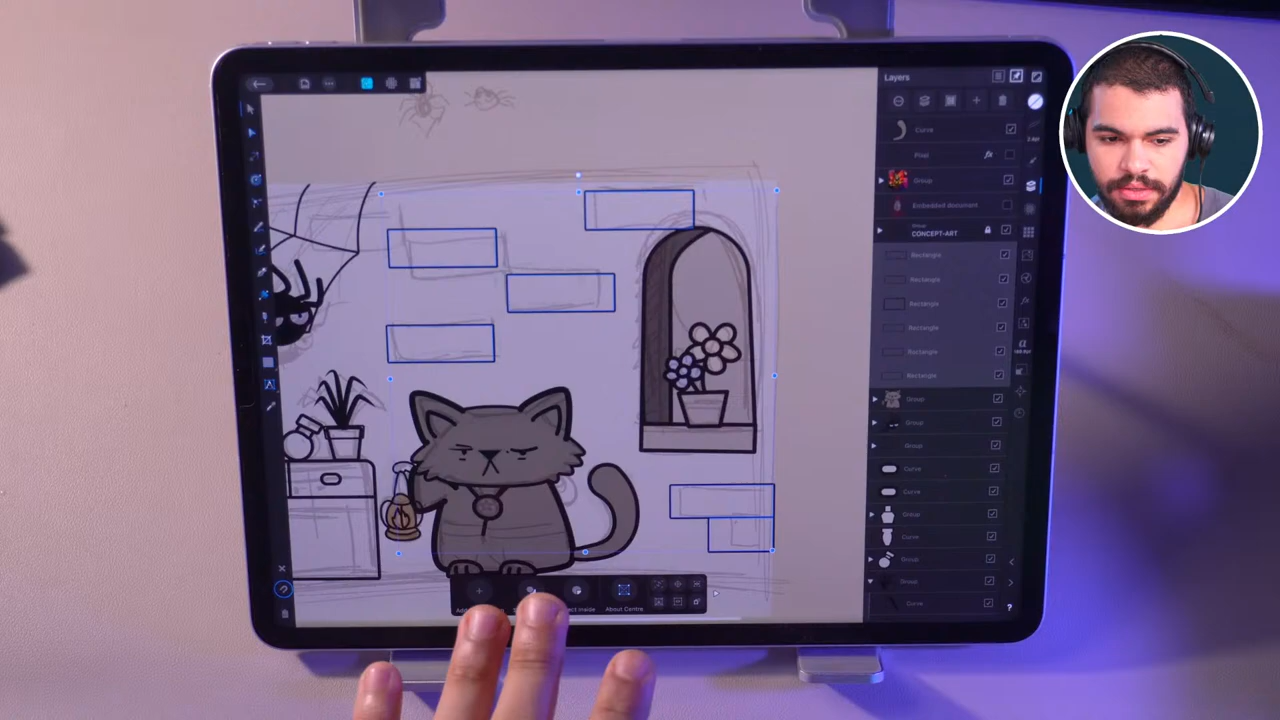 Layers
Curve
Pixel
fx
Group
Embedded document
Group
CONCEPT-ART
Rectangle
Rectangle
Rectangle
Rectangle
Rectangle
Rectangle
Group
Group
Group
Curve
Curve
Group
Curve
Group
Group
Curve
About Centre
?